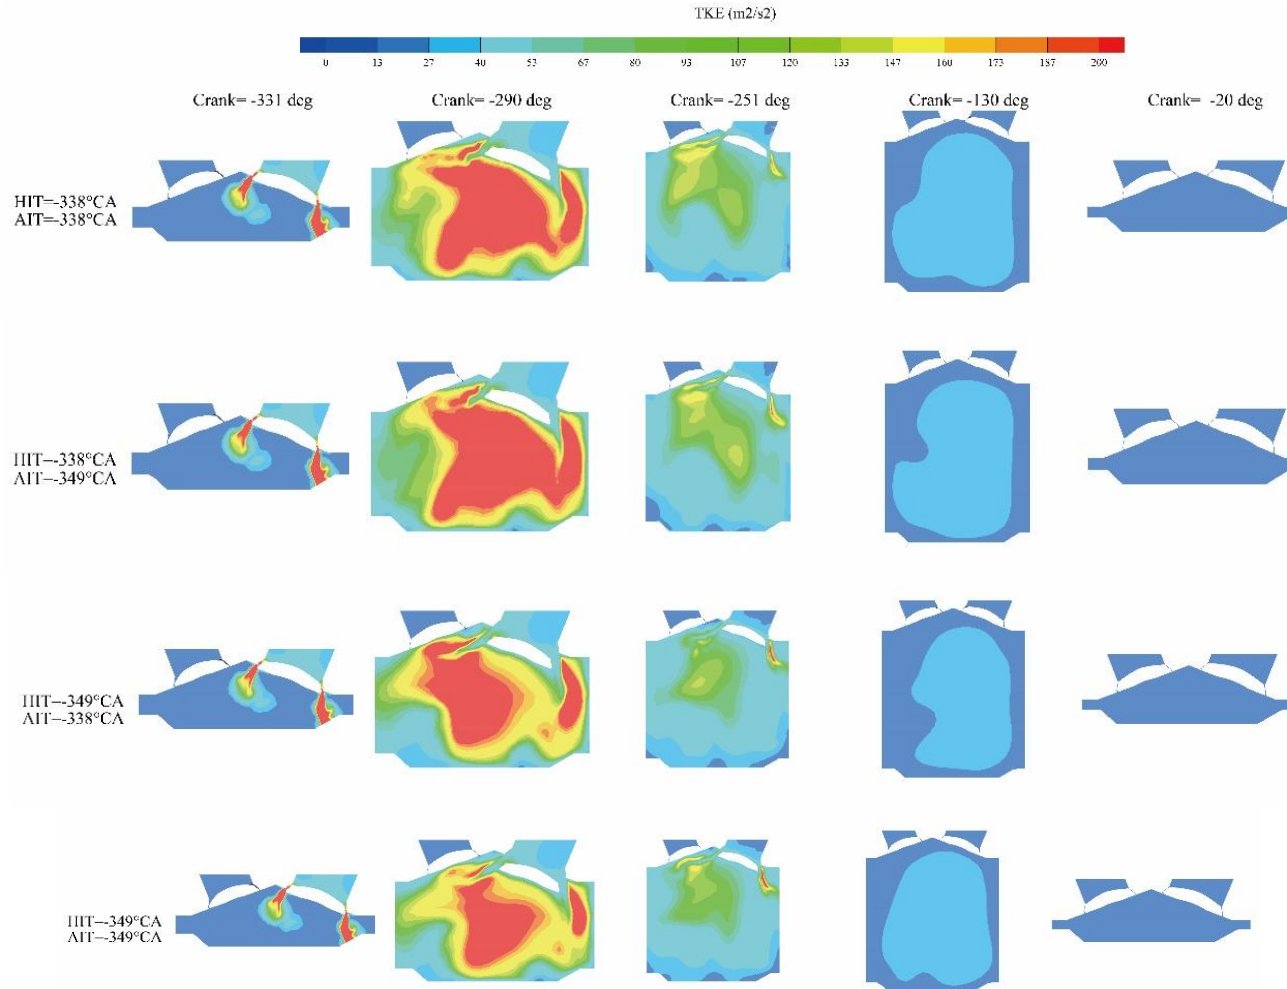 TKE (m2/s2)
0 13 27 40 53 67 80 93 107 120 133 147 160 173 187 200
Crank= -331 deg Crank= -290 deg Crank= -251 deg Crank= -130 deg Crank= -20 deg
HIT=-338°CA
AIT=-338°CA
HIT=-338°CA
AIT=-349°CA
HIT=-349°CA
AIT=-338°CA
HIT=-349°CA
AIT=-349°CA